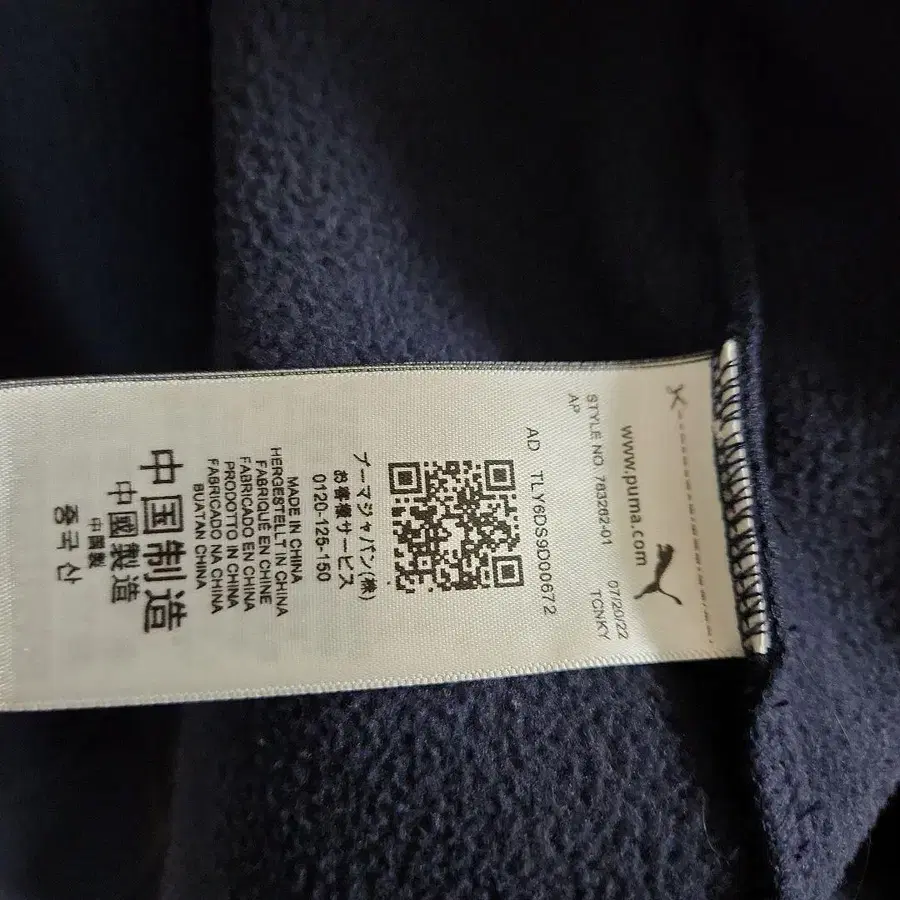 www.puma.com
STYLE NO 763262-01 07/20/22
AP TCNKY
AD TLY6DS9D00672
プーマジャパン(株)
お客様サービス
0120-125-150
MADE IN CHINA
HERGESTELLT IN CHINA
FABRIQUÉ EN CHINE
FABRICADO EN CHINA
PRODOTTO IN CHINA
FABRICADO NA CHINA
BUATAN CHINA
中国制造
中國製造
中国製
중국산